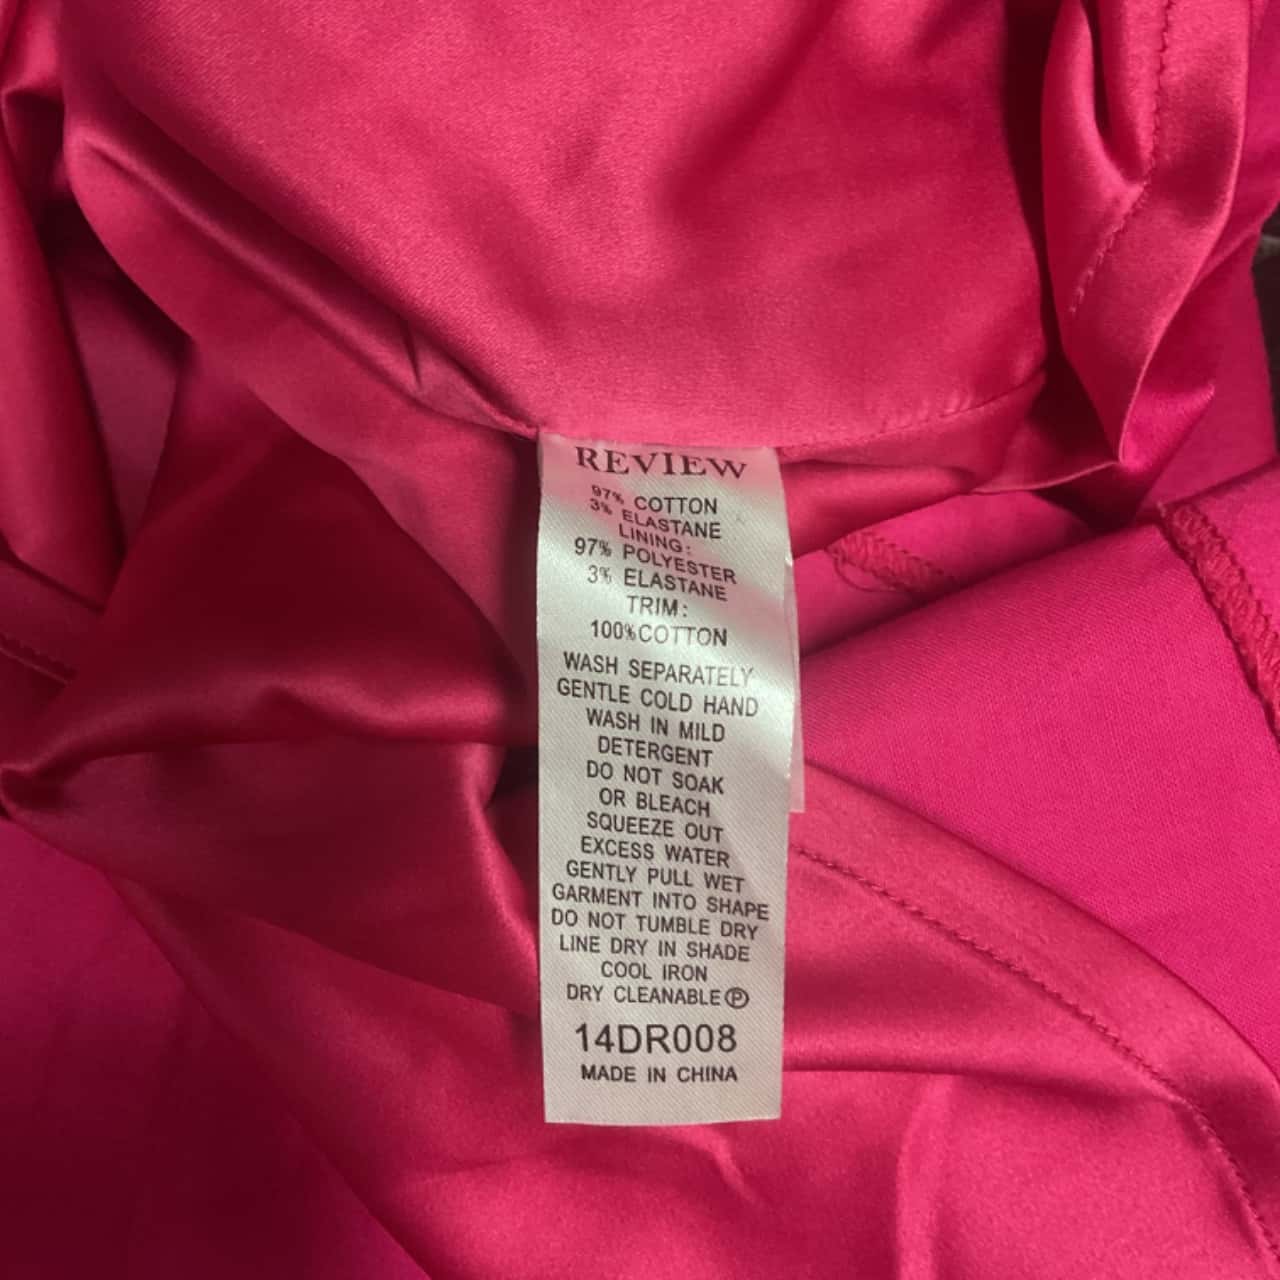 REVIEW
97% COTTON
3% ELASTANE
LINING:
97% POLYESTER
3% ELASTANE
TRIM:
100%COTTON
WASH SEPARATELY
GENTLE COLD HAND
WASH IN MILD
DETERGENT
DO NOT SOAK
OR BLEACH
SQUEEZE OUT
EXCESS WATER
GENTLY PULL WET
GARMENT INTO SHAPE
DO NOT TUMBLE DRY
LINE DRY IN SHADE
COOL IRON
DRY CLEANABLE Ⓟ
14DR008
MADE IN CHINA